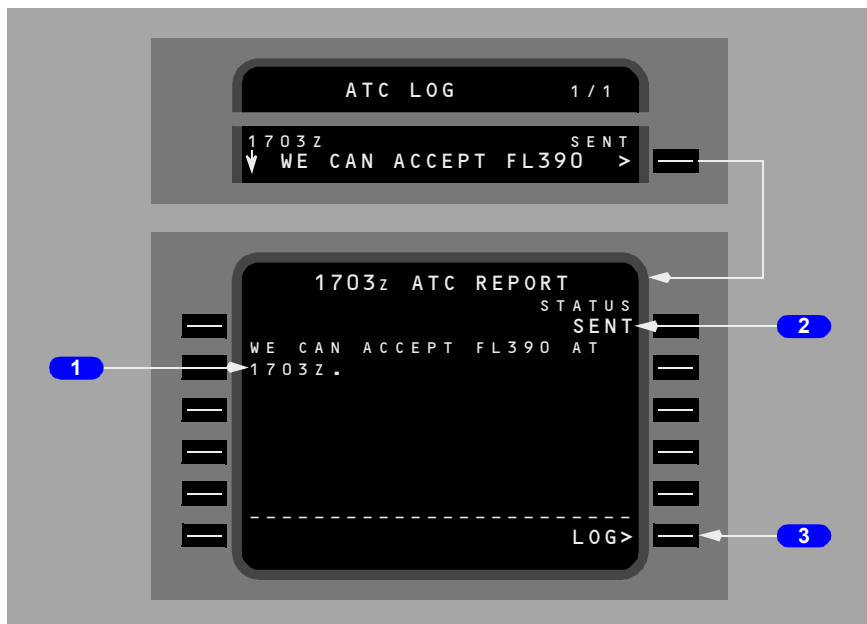 ATC LOG 1/1
1703z SENT
WE CAN ACCEPT FL390 >
1703z ATC REPORT
STATUS
SENT
2
WE CAN ACCEPT FL390 AT
1
1703z.
------------------------
LOG>
3